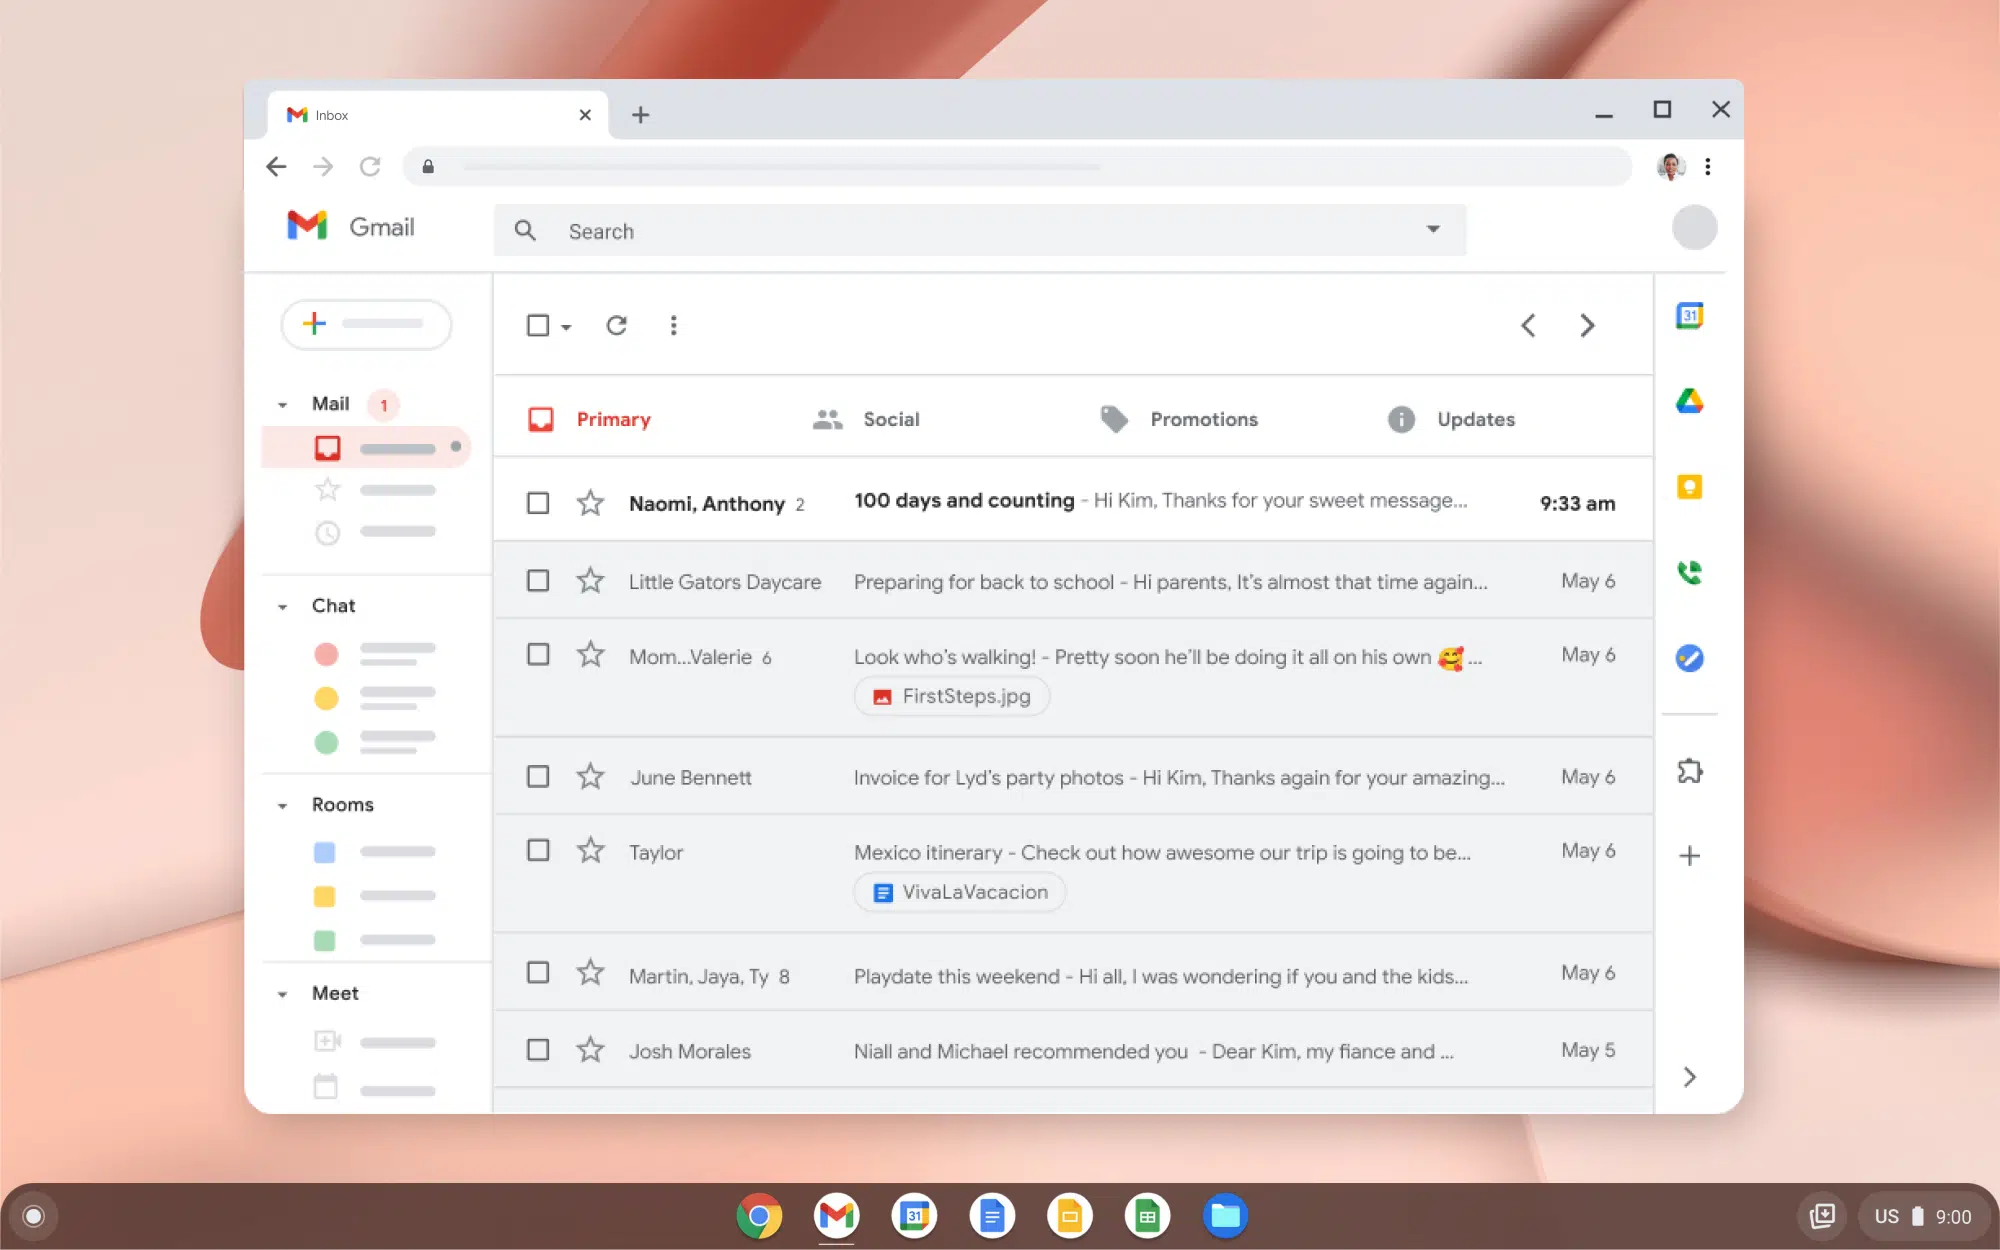 Inbox
Gmail
Search
31
Mail 1
Primary Social Promotions Updates
Naomi, Anthony 2 100 days and counting - Hi Kim, Thanks for your sweet message... 9:33 am
Little Gators Daycare Preparing for back to school - Hi parents, It's almost that time again... May 6
Chat
Mom...Valerie 6 Look who's walking! - Pretty soon he'll be doing it all on his own 🥰 ... May 6
FirstSteps.jpg
June Bennett Invoice for Lyd's party photos - Hi Kim, Thanks again for your amazing... May 6
Rooms
Taylor Mexico itinerary - Check out how awesome our trip is going to be... May 6
VivaLaVacacion
Martin, Jaya, Ty 8 Playdate this weekend - Hi all, I was wondering if you and the kids... May 6
Meet
Josh Morales Niall and Michael recommended you - Dear Kim, my fiance and ... May 5
31
US 9:00